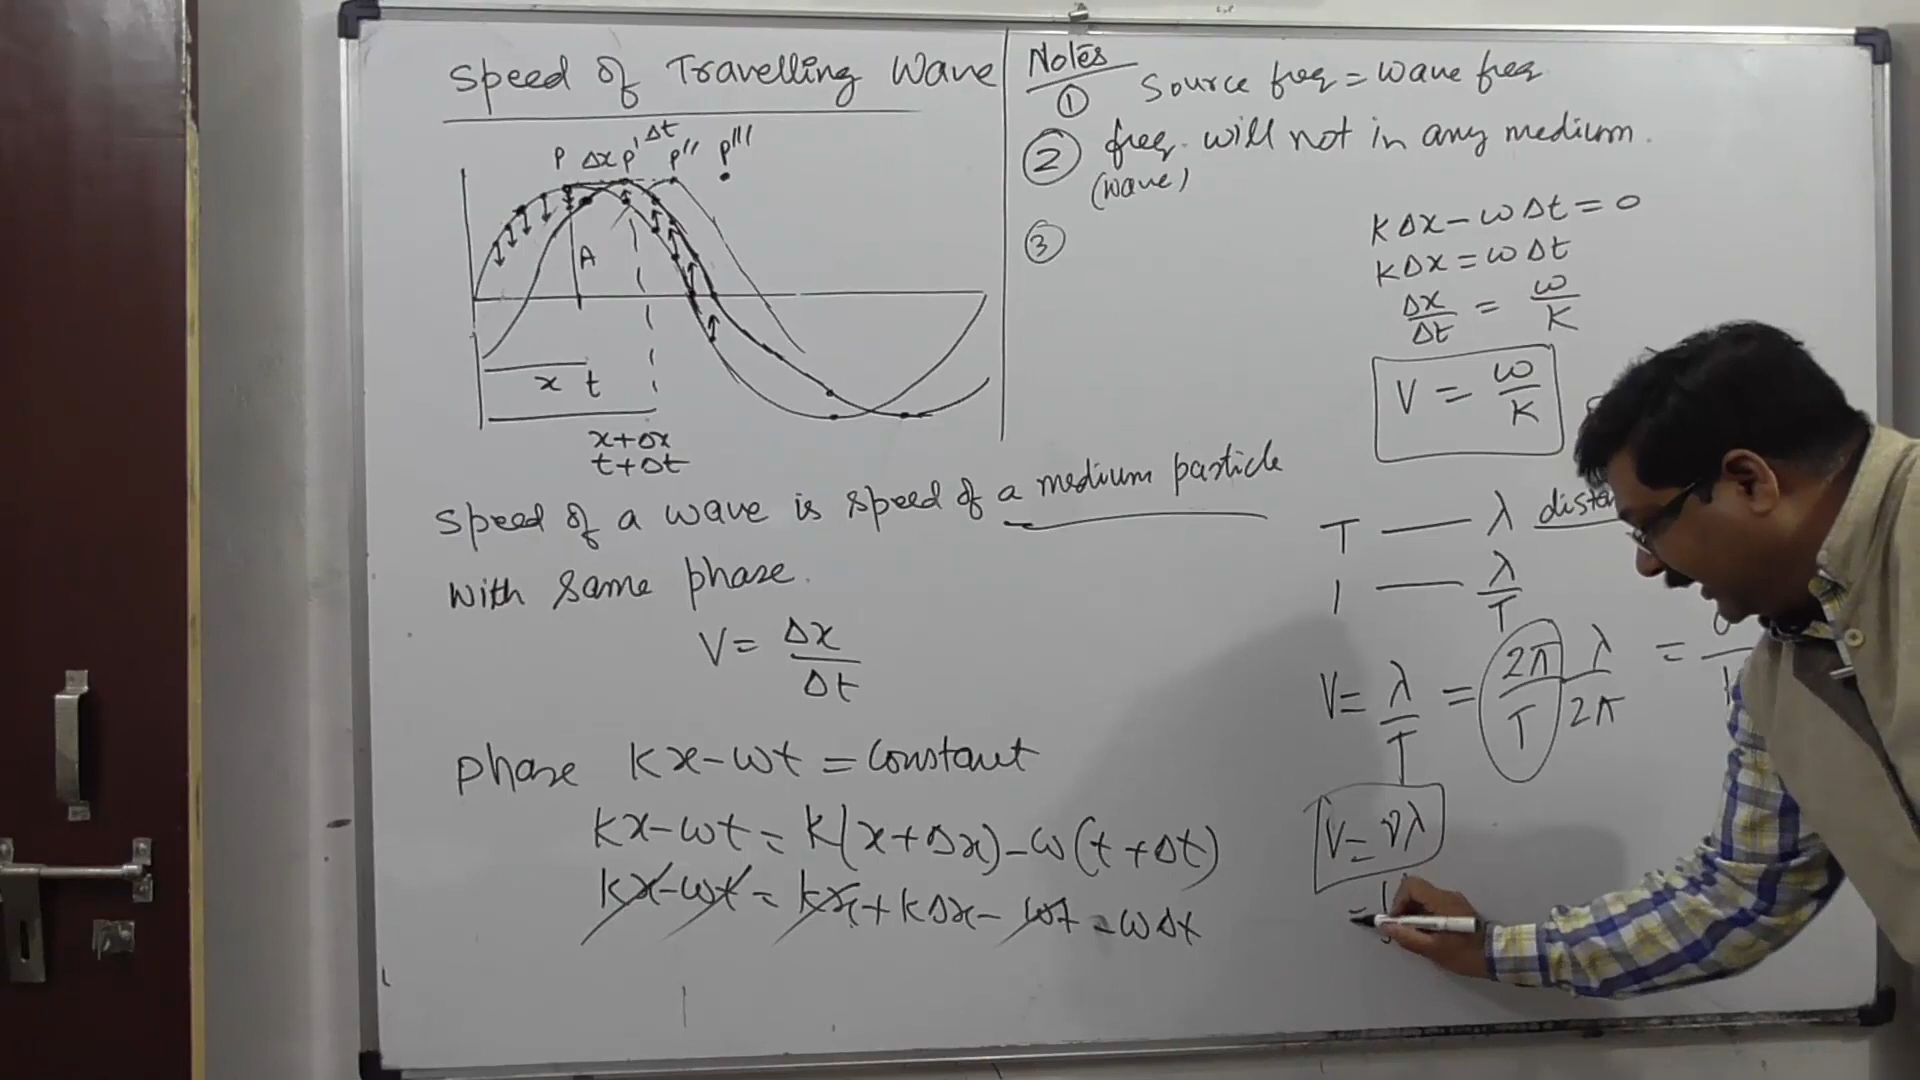 Speed of Travelling Wave
P Δx P' Δt P'' P'''
A
x t
x+Δx
t+Δt
Speed of a wave is speed of a medium particle
with same phase.
V = Δx/Δt
phase kx-ωt = constant
kx-ωt = k(x+Δx)-ω(t+Δt)
kx-ωt = kx+kΔx-ωt-ωΔt
Notes
① Source freq = wave freq
② freq. will not in any medium.
(wave)
③
kΔx-ωΔt = 0
kΔx = ωΔt
Δx/Δt = ω/k
V = ω/k
T — λ
1 — λ/T
V = λ/T = 2π/T λ/2π =
V = νλ
=